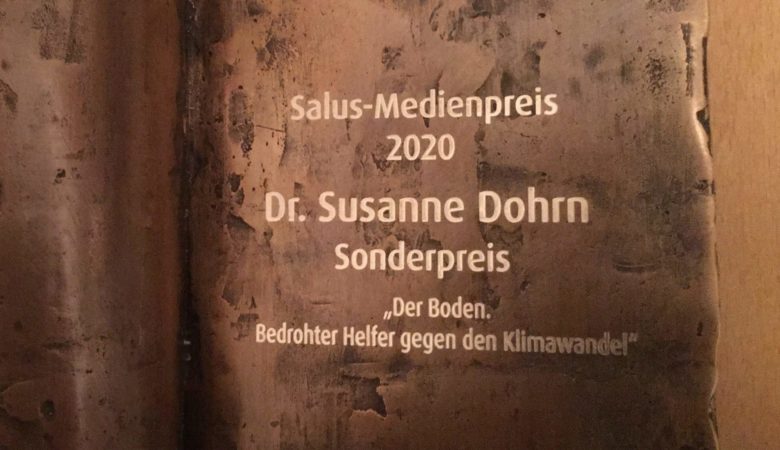 Salus-Medienpreis
2020
Dr. Susanne Dohrn
Sonderpreis
„Der Boden.
Bedrohter Helfer gegen den Klimawandel“